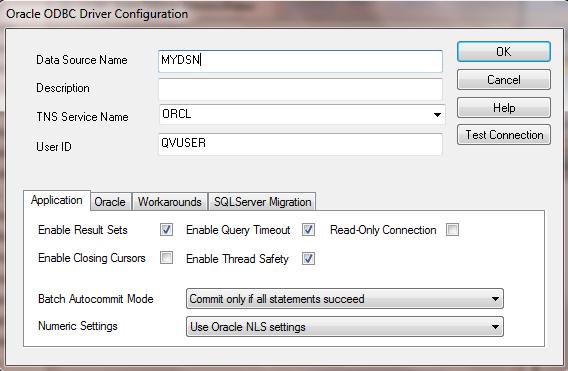 Oracle ODBC Driver Configuration
Data Source Name MYDSN OK
Description Cancel
TNS Service Name ORCL Help
User ID QVUSER Test Connection
Application Oracle Workarounds SQLServer Migration
Enable Result Sets Enable Query Timeout Read-Only Connection
Enable Closing Cursors Enable Thread Safety
Batch Autocommit Mode Commit only if all statements succeed
Numeric Settings Use Oracle NLS settings